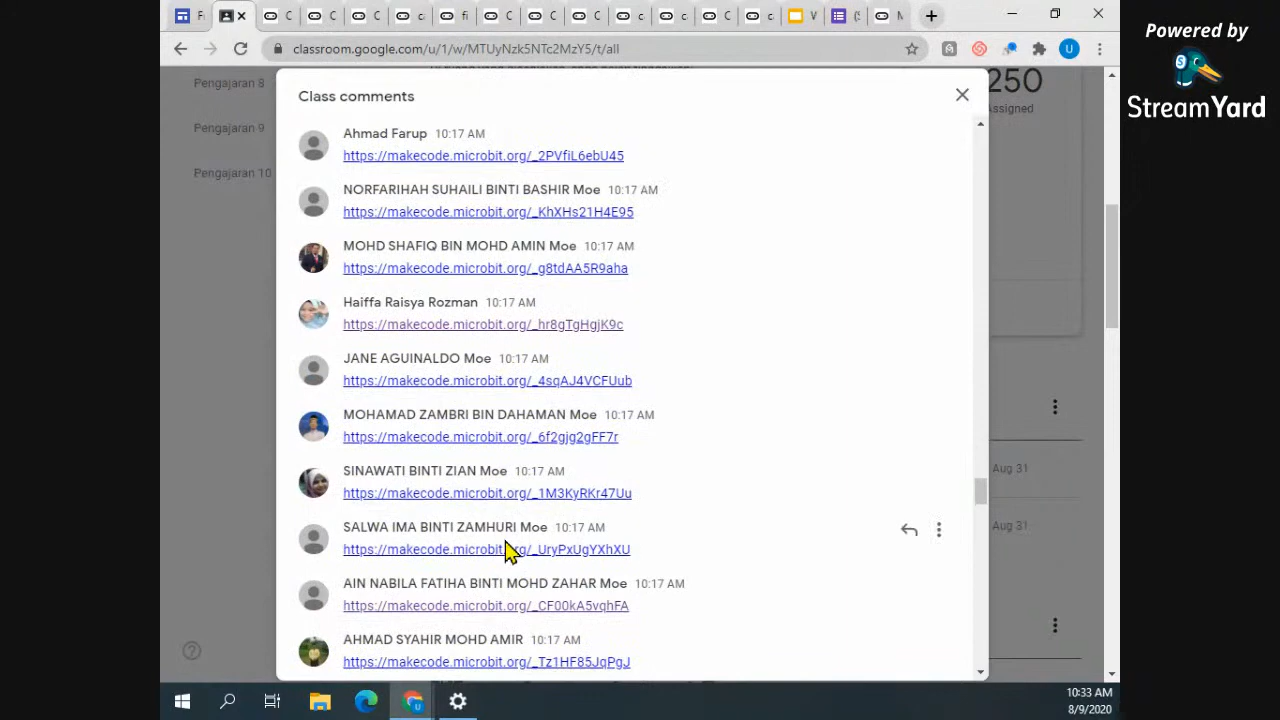 Powered by
StreamYard
classroom.google.com/u/1/w/MTUyNzk5NTc2MzY5/t/all
U
Pengajaran 8
Pengajaran 9
Pengajaran 10
250
Assigned
Class comments
Ahmad Farup 10:17 AM
https://makecode.microbit.org/_2PVfiL6ebU45
NORFARIHAH SUHAILI BINTI BASHIR Moe 10:17 AM
https://makecode.microbit.org/_KhXHs21H4E95
MOHD SHAFIQ BIN MOHD AMIN Moe 10:17 AM
https://makecode.microbit.org/_g8tdAA5R9aha
Haiffa Raisya Rozman 10:17 AM
https://makecode.microbit.org/_hr8gTgHgjK9c
JANE AGUINALDO Moe 10:17 AM
https://makecode.microbit.org/_4sqAJ4VCFUub
MOHAMAD ZAMBRI BIN DAHAMAN Moe 10:17 AM
https://makecode.microbit.org/_6f2gjg2gFF7r
SINAWATI BINTI ZIAN Moe 10:17 AM
https://makecode.microbit.org/_1M3KyRKr47Uu
SALWA IMA BINTI ZAMHURI Moe 10:17 AM
https://makecode.microbit.org/_UryPxUgYXhXU
AIN NABILA FATIHA BINTI MOHD ZAHAR Moe 10:17 AM
https://makecode.microbit.org/_CF00kA5vqhFA
AHMAD SYAHIR MOHD AMIR 10:17 AM
https://makecode.microbit.org/_Tz1HF85JqPgJ
Aug 31
Aug 31
10:33 AM
8/9/2020